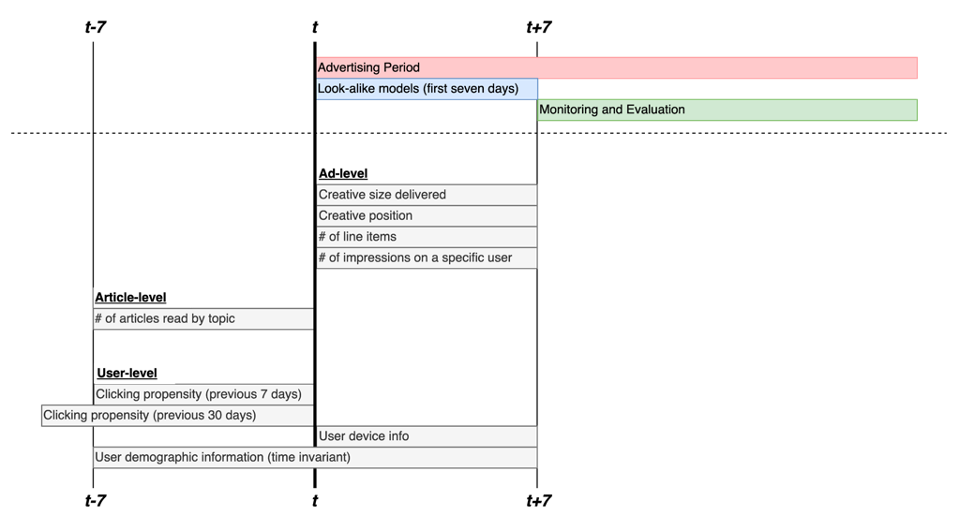 t-7 t t+7
Advertising Period
Look-alike models (first seven days)
Monitoring and Evaluation
Ad-level
Creative size delivered
Creative position
# of line items
# of impressions on a specific user
Article-level
# of articles read by topic
User-level
Clicking propensity (previous 7 days)
Clicking propensity (previous 30 days)
User device info
User demographic information (time invariant)
t-7 t t+7